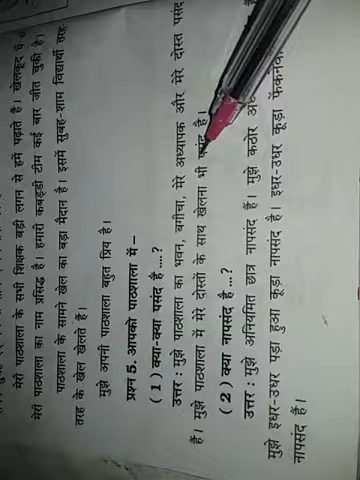 मेरी पाठशाला के सभी शिक्षक बड़ी लगन से हमें पढ़ाते हैं। खेलकूद में
मेरी पाठशाला का नाम प्रसिद्ध है। हमारी कबड्डी टीम कई बार जीत चुकी है।
पाठशाला के सामने खेल का बड़ा मैदान है। इसमें सुबह-शाम विद्यार्थी तरह-
तरह के खेल खेलते हैं।
मुझे अपनी पाठशाला बहुत प्रिय है।
प्रश्न 5. आपको पाठशाला में –
(1) क्या-क्या पसंद है....?
उत्तर : मुझे पाठशाला का भवन, बगीचा, मेरे अध्यापक और मेरे दोस्त पसंद
हैं। मुझे पाठशाला में मेरे दोस्तों के साथ खेलना भी पसंद है।
(2) क्या नापसंद है...?
उत्तर : मुझे अनियमित छात्र नापसंद हैं। मुझे कठोर
मुझे इधर-उधर पड़ा हुआ कूड़ा नापसंद है। इधर-उधर कूड़ा
नापसंद हैं।